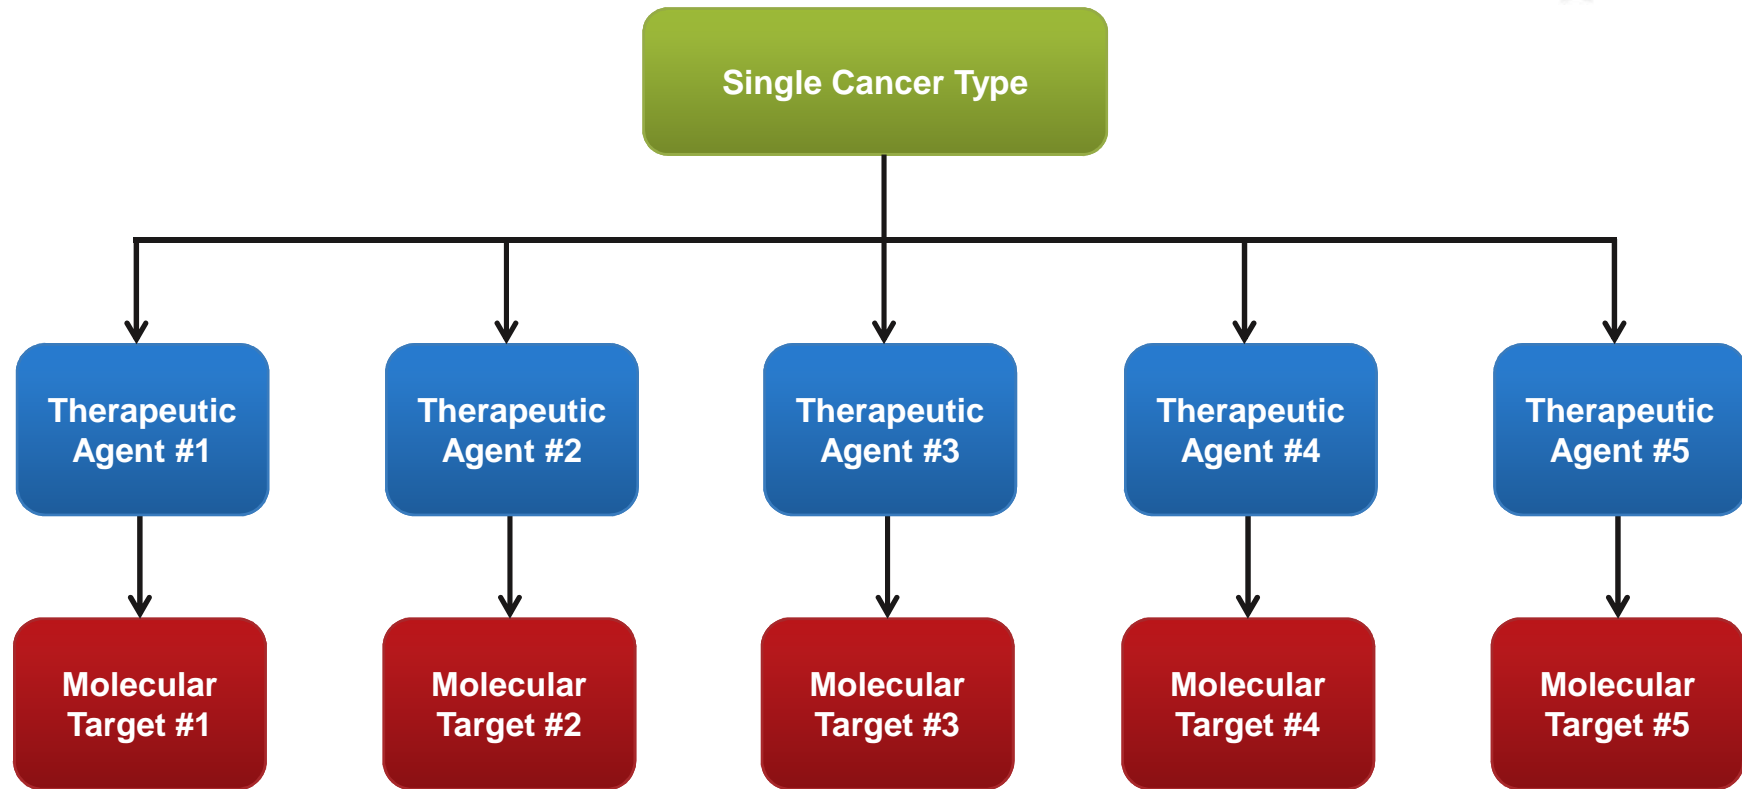 Single Cancer Type
Therapeutic
Agent #1
Therapeutic
Agent #2
Therapeutic
Agent #3
Therapeutic
Agent #4
Therapeutic
Agent #5
Molecular
Target #1
Molecular
Target #2
Molecular
Target #3
Molecular
Target #4
Molecular
Target #5